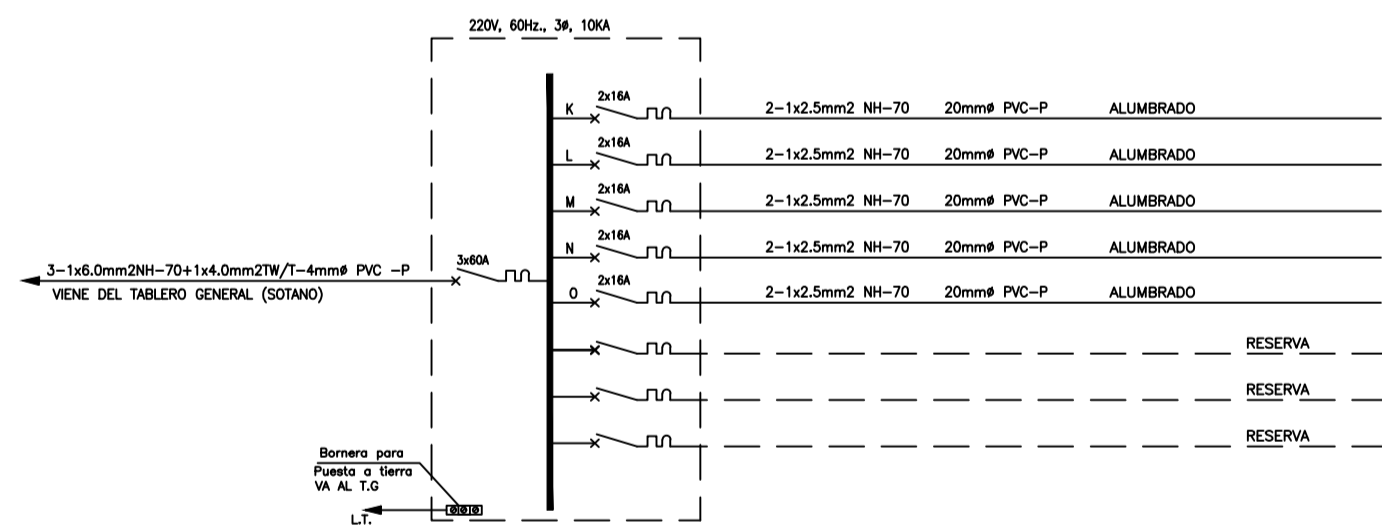 220V, 60Hz., 3ø, 10KA
K 2x16A 2-1x2.5mm2 NH-70 20mmø PVC-P ALUMBRADO
L 2x16A 2-1x2.5mm2 NH-70 20mmø PVC-P ALUMBRADO
M 2x16A 2-1x2.5mm2 NH-70 20mmø PVC-P ALUMBRADO
N 2x16A 2-1x2.5mm2 NH-70 20mmø PVC-P ALUMBRADO
3-1x6.0mm2NH-70+1x4.0mm2TW/T-4mmø PVC -P 3x60A
VIENE DEL TABLERO GENERAL (SOTANO)
O 2x16A 2-1x2.5mm2 NH-70 20mmø PVC-P ALUMBRADO
RESERVA
RESERVA
RESERVA
Bornera para
Puesta a tierra
VA AL T.G
L.T.